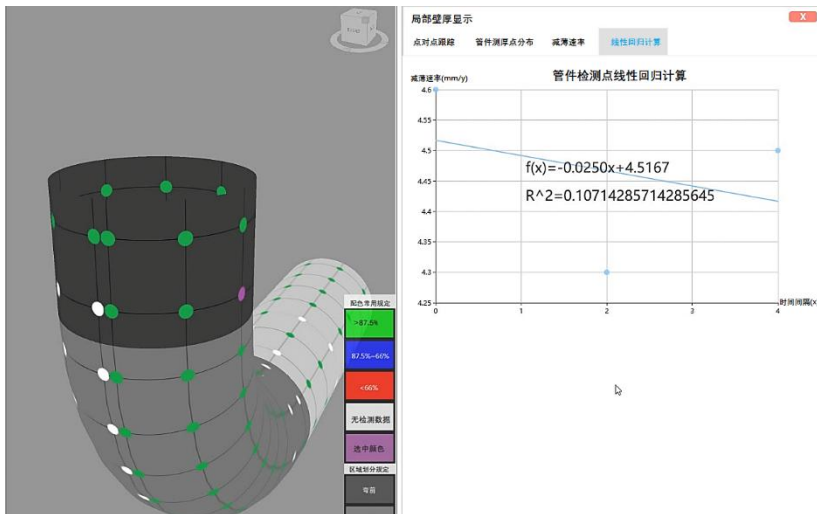 局部壁厚显示
X
点对点跟踪 管件测厚点分布 减薄速率 线性回归计算
管件检测点线性回归计算
减薄速率(mm/y)
4.6
4.55
4.5
4.45
4.4
4.35
4.3
4.25
f(x)=-0.0250x+4.5167
R^2=0.10714285714285645
0 1 2 3 4
时间间隔(X
配色常用规定
>87.5%
87.5%~66%
<66%
无检测数据
选中颜色
区域划分规定
弯前